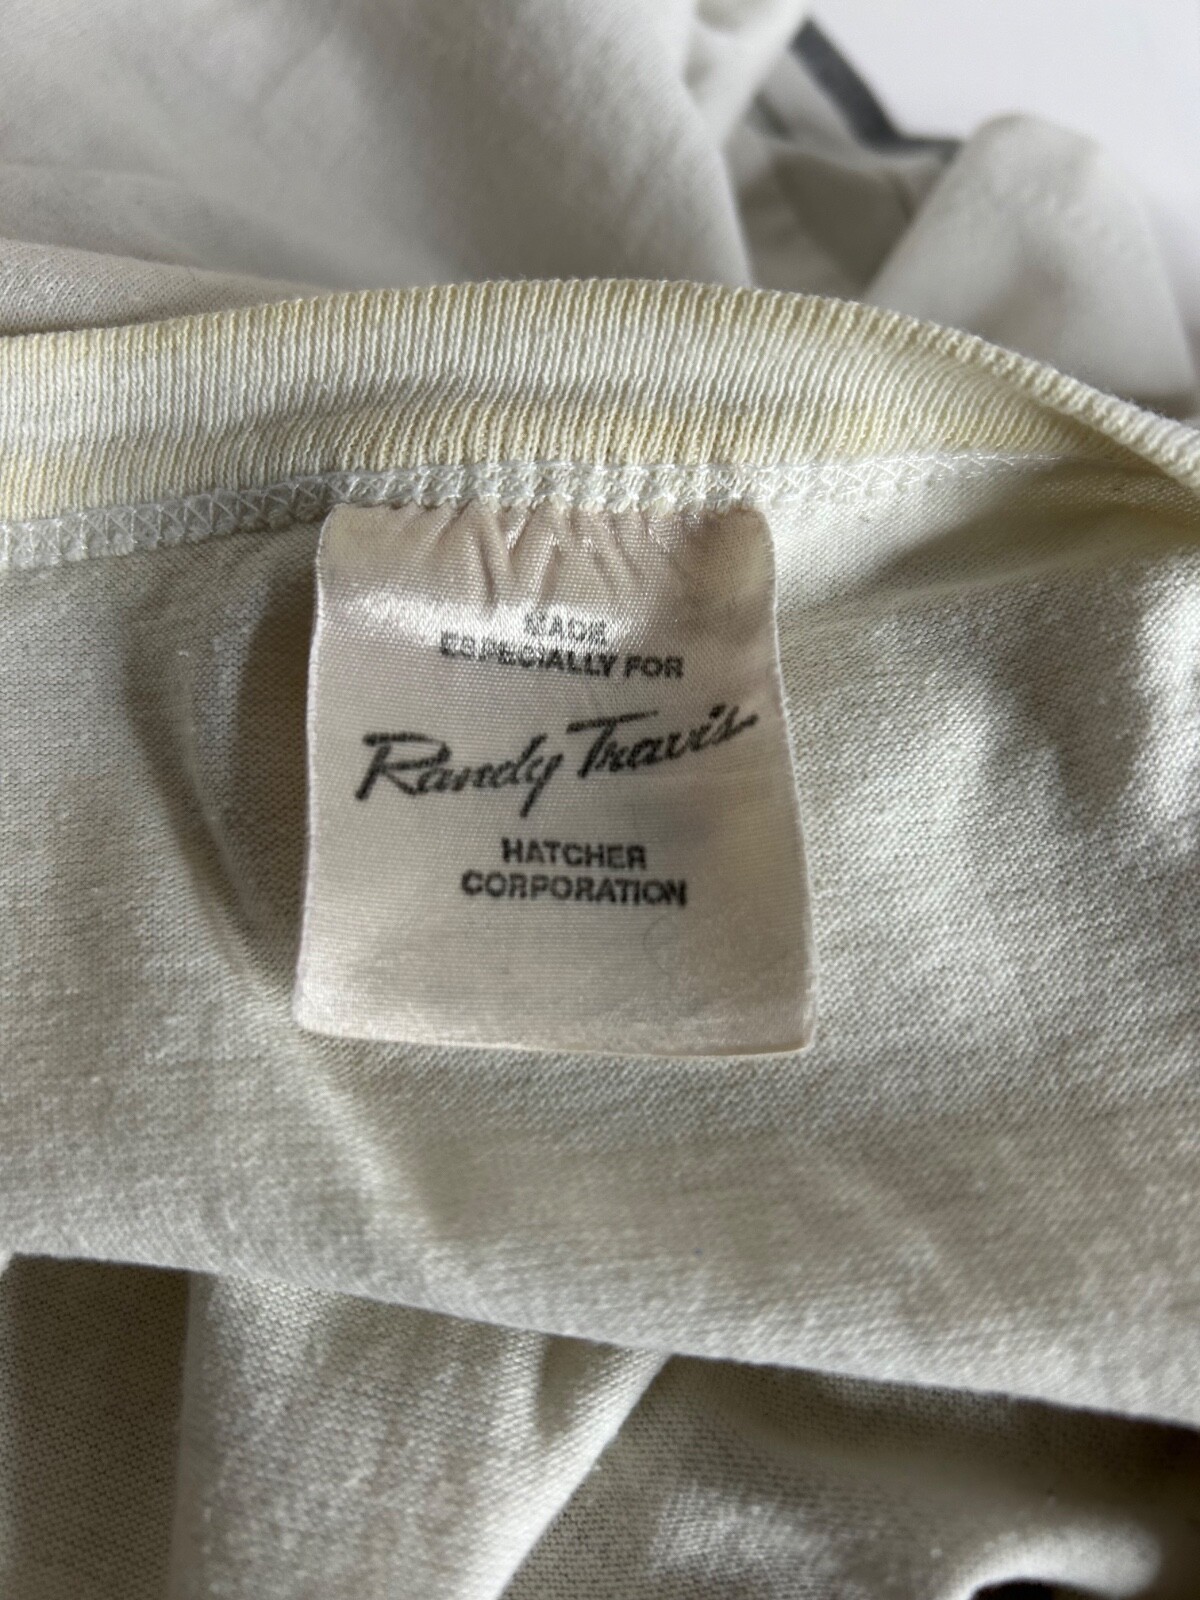 MADE
ESPECIALLY FOR
Randy Travis
HATCHER
CORPORATION